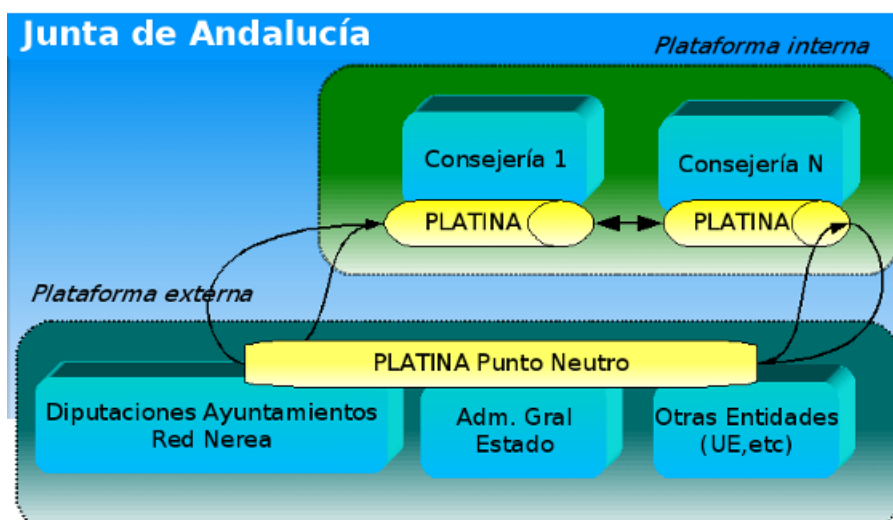 Junta de Andalucía
Plataforma interna
Consejería 1
Consejería N
PLATINA
PLATINA
Plataforma externa
PLATINA Punto Neutro
Diputaciones Ayuntamientos
Red Nerea
Adm. Gral
Estado
Otras Entidades
(UE,etc)